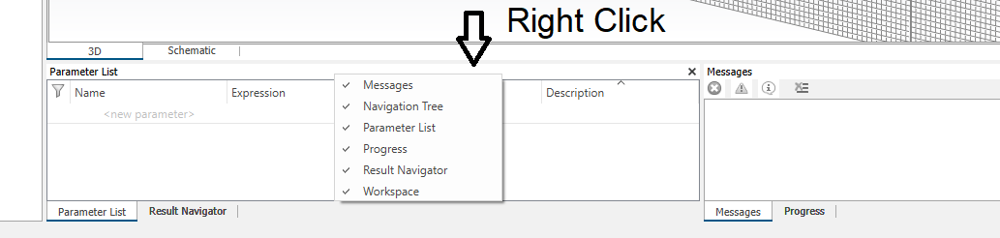 Right Click
3D Schematic
Parameter List
Name Expression Description
<new parameter>
Messages
Navigation Tree
Parameter List
Progress
Result Navigator
Workspace
Parameter List Result Navigator
Messages
Messages Progress